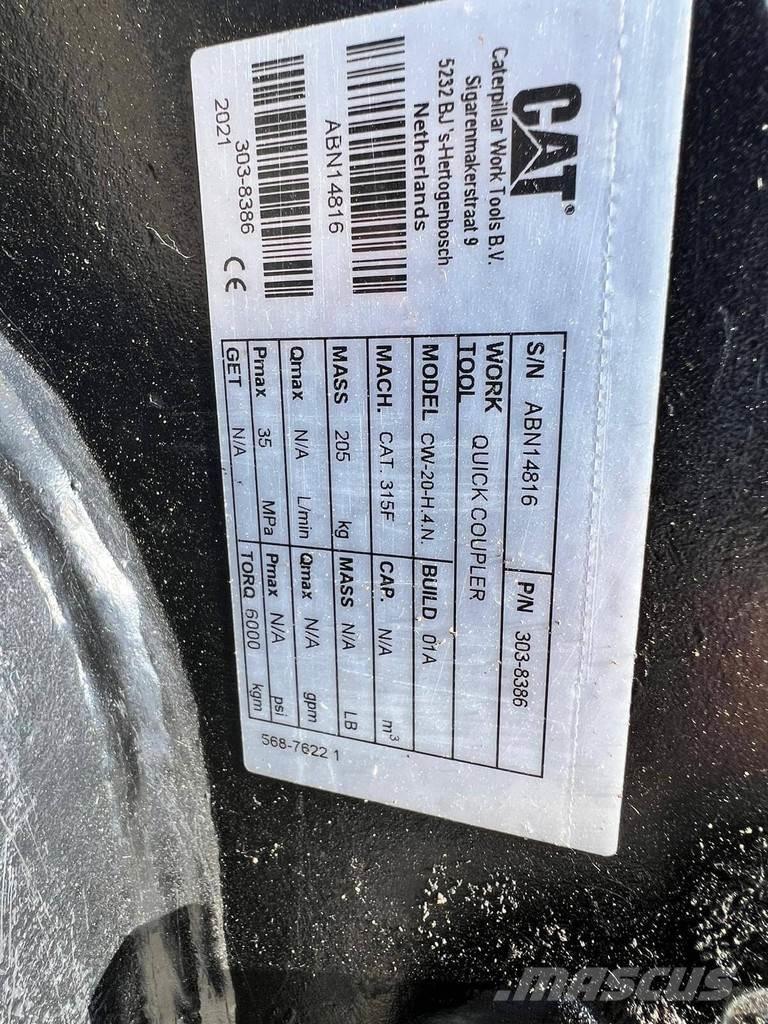 CAT®
Caterpillar Work Tools B.V.
Sigarenmakerstraat 9
5232 BJ 's-Hertogenbosch
Netherlands
ABN14816
303-8386
2021 CE
S/N ABN14816 P/N 303-8386
WORK TOOL QUICK COUPLER
MODEL CW-20-H.4.N. BUILD 01A
MACH. CAT. 315F CAP. N/A m³
MASS 205 kg MASS N/A LB
Qmax N/A L/min Qmax N/A gpm
Pmax 35 MPa Pmax N/A psi
GET N/A TORQ 6000 kgm
568-7622 1
MASCUS